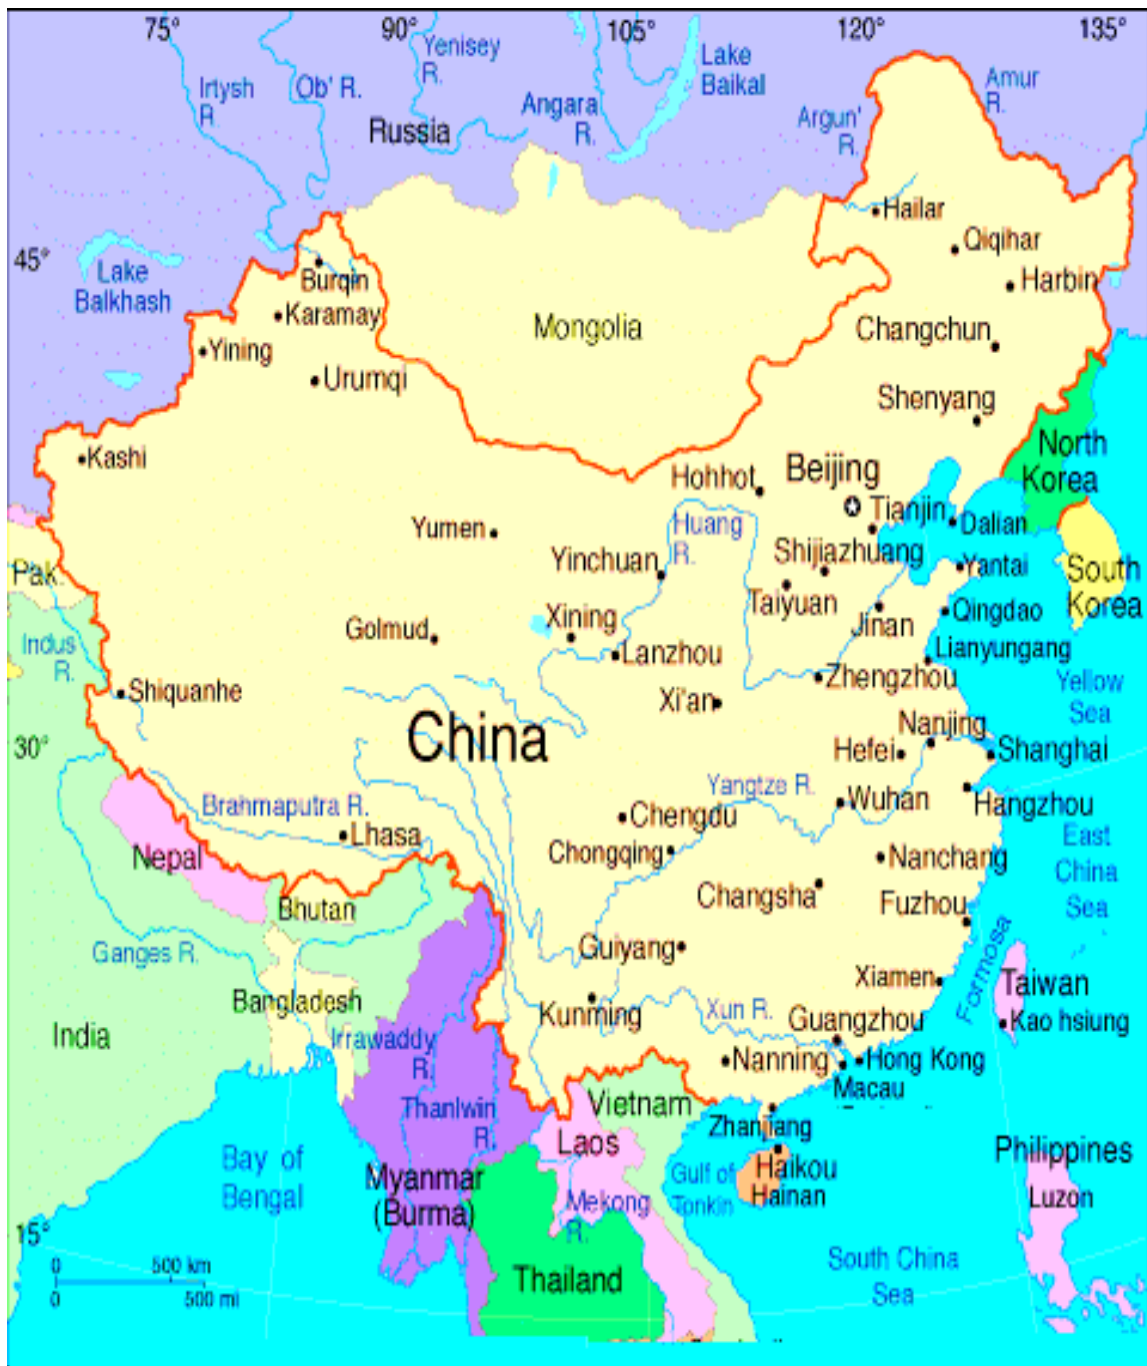 75°
90°
105°
120°
135°
Irtysh
R.
Ob' R.
Yenisey
R.
Angara
R.
Lake
Baikal
Argun'
R.
Amur
R.
Russia
45°
Lake
Balkhash
Hailar
Qiqihar
Harbin
Burqin
Karamay
Yining
Urumqi
Mongolia
Changchun
Shenyang
Kashi
North
Korea
Hohhot
Beijing
Tianjin
Dalian
Yumen
Huang
R.
Yinchuan
Shijiazhuang
Yantai
Pak.
South
Korea
Taiyuan
Jinan
Qingdao
Golmud
Xining
Lanzhou
Lianyungang
Indus
R.
Shiquanhe
Zhengzhou
Xi'an
Yellow
Sea
China
Nanjing
Hefei
Shanghai
30°
Brahmaputra R.
Lhasa
Yangtze R.
Wuhan
Hangzhou
Chengdu
Chongqing
Nepal
East
China
Sea
Nanchang
Changsha
Fuzhou
Bhutan
Ganges R.
Guiyang
Xiamen
Formosa
Taiwan
Kao hsiung
Bangladesh
Kunming
Xun R.
Guangzhou
India
Irrawaddy
R.
Nanning
Hong Kong
Macau
Thanlwin
R.
Vietnam
Zhanjiang
Laos
Bay of
Bengal
Myanmar
(Burma)
Gulf of
Tonkin
Haikou
Hainan
Philippines
Luzon
Mekong
R.
15°
0 500 km
0 500 mi
Thailand
South China
Sea